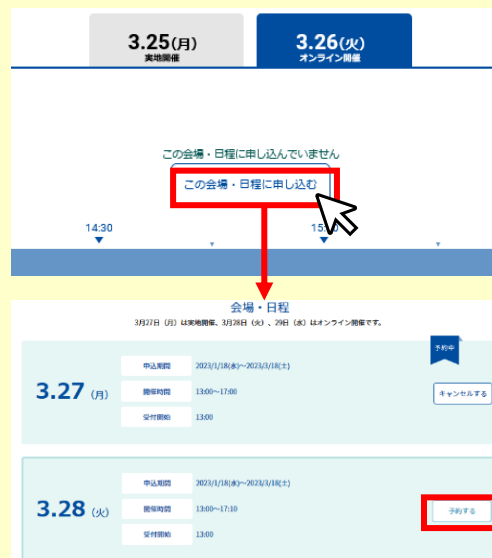 3.25(月)
実地開催
3.26(火)
オンライン開催
この会場・日程に申し込んでいません
この会場・日程に申し込む
14:30
会場・日程
3月27日（月）は実地開催、3月28日（火）、29日（水）はオンライン開催です。
予約中
3.27 (月)
申込期間 2023/1/18(水)～2023/3/18(土)
開催時間 13:00～17:00
受付開始 13:00
キャンセルする
3.28 (火)
申込期間 2023/1/18(水)～2023/3/18(土)
開催時間 13:00～17:10
受付開始 13:00
予約する